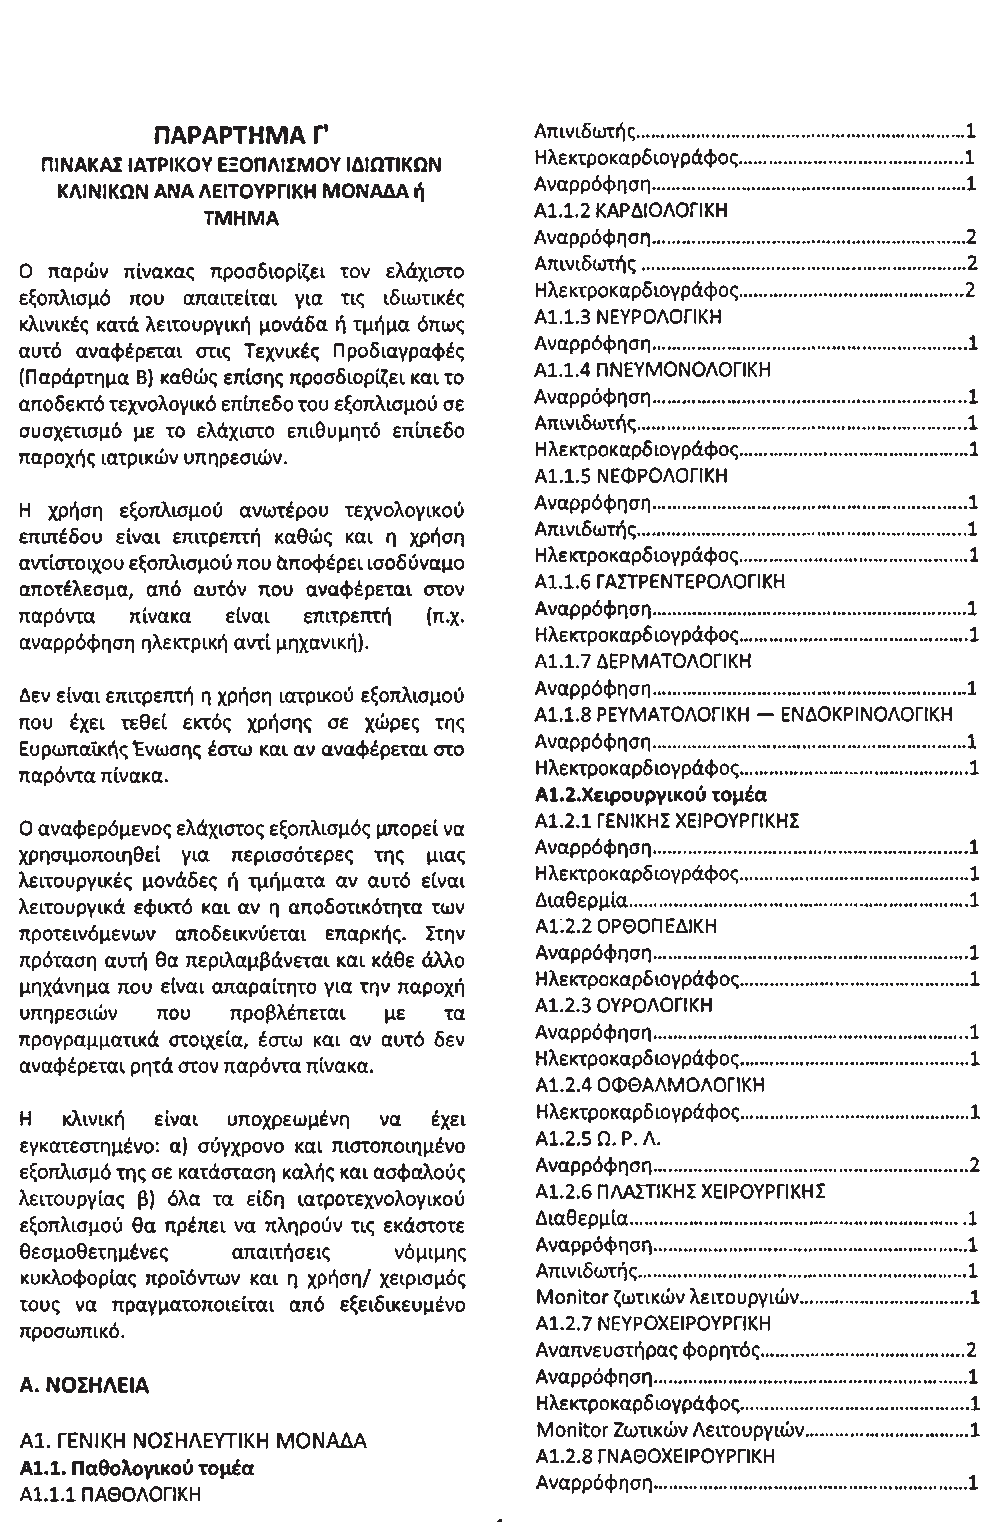 ΠΑΡΑΡΤΗΜΑ Γ'
ΠΙΝΑΚΑΣ ΙΑΤΡΙΚΟΥ ΕΞΟΠΛΙΣΜΟΥ ΙΔΙΩΤΙΚΩΝ
ΚΛΙΝΙΚΩΝ ΑΝΑ ΛΕΙΤΟΥΡΓΙΚΗ ΜΟΝΑΔΑ ή
ΤΜΗΜΑ
Ο παρών πίνακας προσδιορίζει τον ελάχιστο
εξοπλισμό που απαιτείται για τις ιδιωτικές
κλινικές κατά λειτουργική μονάδα ή τμήμα όπως
αυτό αναφέρεται στις Τεχνικές Προδιαγραφές
(Παράρτημα Β) καθώς επίσης προσδιορίζει και το
αποδεκτό τεχνολογικό επίπεδο του εξοπλισμού σε
συσχετισμό με το ελάχιστο επιθυμητό επίπεδο
παροχής ιατρικών υπηρεσιών.
Η χρήση εξοπλισμού ανωτέρου τεχνολογικού
επιπέδου είναι επιτρεπτή καθώς και η χρήση
αντίστοιχου εξοπλισμού που αποφέρει ισοδύναμο
αποτέλεσμα, από αυτόν που αναφέρεται στον
παρόντα πίνακα είναι επιτρεπτή (π.χ.
αναρρόφηση ηλεκτρική αντί μηχανική).
Δεν είναι επιτρεπτή η χρήση ιατρικού εξοπλισμού
που έχει τεθεί εκτός χρήσης σε χώρες της
Ευρωπαϊκής Ένωσης έστω και αν αναφέρεται στο
παρόντα πίνακα.
Ο αναφερόμενος ελάχιστος εξοπλισμός μπορεί να
χρησιμοποιηθεί για περισσότερες της μιας
λειτουργικές μονάδες ή τμήματα αν αυτό είναι
λειτουργικά εφικτό και αν η αποδοτικότητα των
προτεινόμενων αποδεικνύεται επαρκής. Στην
πρόταση αυτή θα περιλαμβάνεται και κάθε άλλο
μηχάνημα που είναι απαραίτητο για την παροχή
υπηρεσιών που προβλέπεται με τα
προγραμματικά στοιχεία, έστω και αν αυτό δεν
αναφέρεται ρητά στον παρόντα πίνακα.
Η κλινική είναι υποχρεωμένη να έχει
εγκατεστημένο: α) σύγχρονο και πιστοποιημένο
εξοπλισμό της σε κατάσταση καλής και ασφαλούς
λειτουργίας β) όλα τα είδη ιατροτεχνολογικού
εξοπλισμού θα πρέπει να πληρούν τις εκάστοτε
θεσμοθετημένες απαιτήσεις νόμιμης
κυκλοφορίας προϊόντων και η χρήση/ χειρισμός
τους να πραγματοποιείται από εξειδικευμένο
προσωπικό.
Α. ΝΟΣΗΛΕΙΑ
Α1. ΓΕΝΙΚΗ ΝΟΣΗΛΕΥΤΙΚΗ ΜΟΝΑΔΑ
Α1.1. Παθολογικού τομέα
Α1.1.1 ΠΑΘΟΛΟΓΙΚΗ
Απινιδωτής..........1
Ηλεκτροκαρδιογράφος..........1
Αναρρόφηση..........1
Α1.1.2 ΚΑΡΔΙΟΛΟΓΙΚΗ
Αναρρόφηση..........2
Απινιδωτής ..........2
Ηλεκτροκαρδιογράφος..........2
Α1.1.3 ΝΕΥΡΟΛΟΓΙΚΗ
Αναρρόφηση..........1
Α1.1.4 ΠΝΕΥΜΟΝΟΛΟΓΙΚΗ
Αναρρόφηση..........1
Απινιδωτής..........1
Ηλεκτροκαρδιογράφος..........1
Α1.1.5 ΝΕΦΡΟΛΟΓΙΚΗ
Αναρρόφηση..........1
Απινιδωτής..........1
Ηλεκτροκαρδιογράφος..........1
Α1.1.6 ΓΑΣΤΡΕΝΤΕΡΟΛΟΓΙΚΗ
Αναρρόφηση..........1
Ηλεκτροκαρδιογράφος..........1
Α1.1.7 ΔΕΡΜΑΤΟΛΟΓΙΚΗ
Αναρρόφηση..........1
Α1.1.8 ΡΕΥΜΑΤΟΛΟΓΙΚΗ — ΕΝΔΟΚΡΙΝΟΛΟΓΙΚΗ
Αναρρόφηση..........1
Ηλεκτροκαρδιογράφος..........1
Α1.2.Χειρουργικού τομέα
Α1.2.1 ΓΕΝΙΚΗΣ ΧΕΙΡΟΥΡΓΙΚΗΣ
Αναρρόφηση..........1
Ηλεκτροκαρδιογράφος..........1
Διαθερμία..........1
Α1.2.2 ΟΡΘΟΠΕΔΙΚΗ
Αναρρόφηση..........1
Ηλεκτροκαρδιογράφος..........1
Α1.2.3 ΟΥΡΟΛΟΓΙΚΗ
Αναρρόφηση..........1
Ηλεκτροκαρδιογράφος..........1
Α1.2.4 ΟΦΘΑΛΜΟΛΟΓΙΚΗ
Ηλεκτροκαρδιογράφος..........1
Α1.2.5 Ω. Ρ. Λ.
Αναρρόφηση..........2
Α1.2.6 ΠΛΑΣΤΙΚΗΣ ΧΕΙΡΟΥΡΓΙΚΗΣ
Διαθερμία..........1
Αναρρόφηση..........1
Απινιδωτής..........1
Monitor ζωτικών λειτουργιών..........1
Α1.2.7 ΝΕΥΡΟΧΕΙΡΟΥΡΓΙΚΗ
Αναπνευστήρας φορητός..........2
Αναρρόφηση..........1
Ηλεκτροκαρδιογράφος..........1
Monitor Ζωτικών Λειτουργιών..........1
Α1.2.8 ΓΝΑΘΟΧΕΙΡΟΥΡΓΙΚΗ
Αναρρόφηση..........1